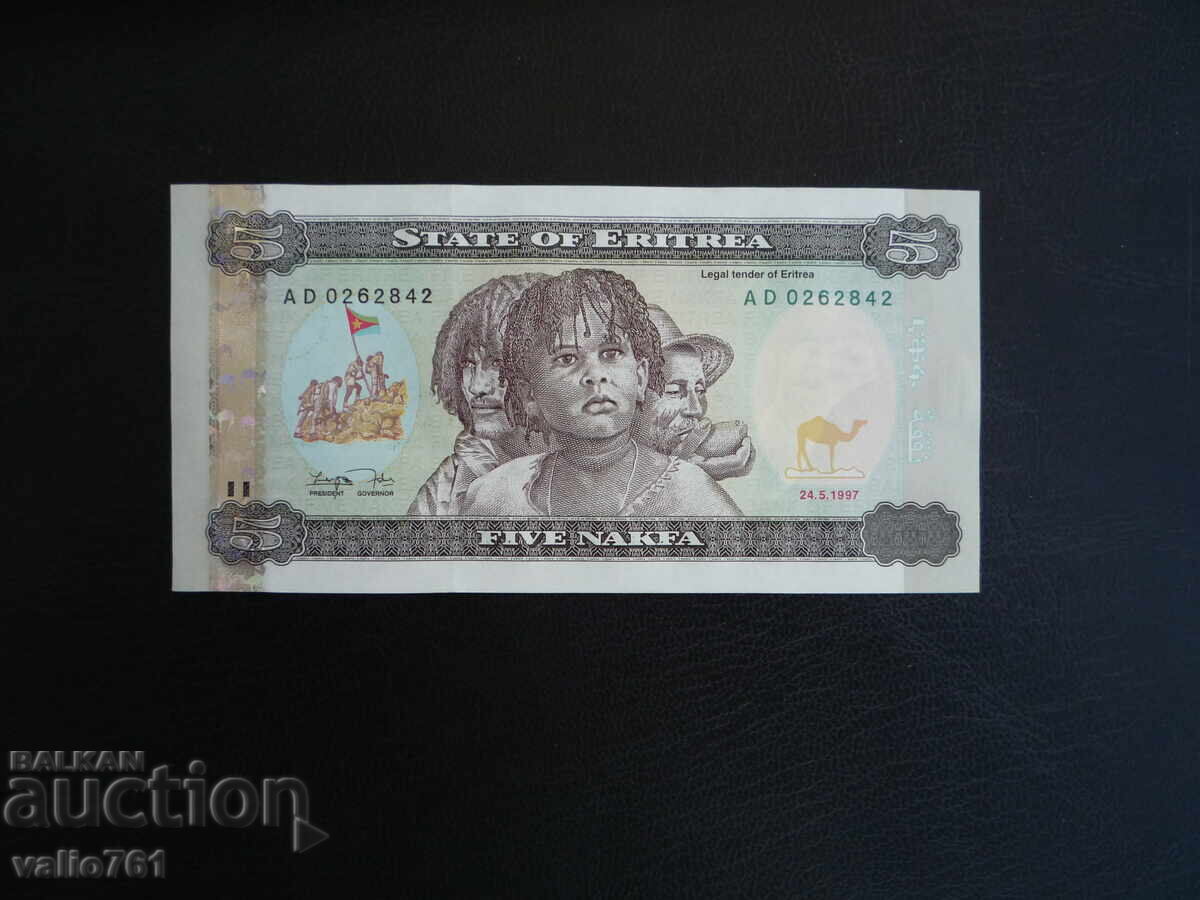 5
STATE OF ERITREA
5
Legal tender of Eritrea
AD 0262842
AD 0262842
PRESIDENT GOVERNOR
24.5.1997
5
FIVE NAKFA
BALKAN
auction
valio761